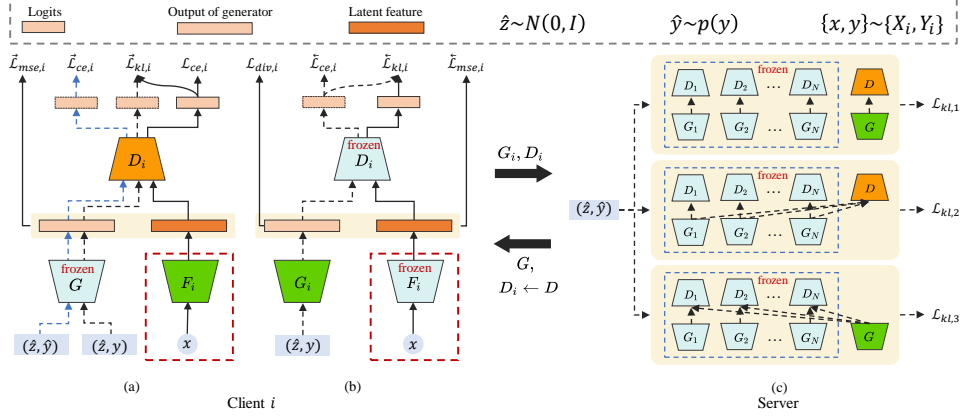 Logits
Output of generator
Latent feature
ẑ~N(0, I)
ŷ~p(y)
{x, y}~{X_i, Y_i}
L⃗_mse,i
L⃗_ce,i
L⃗_kl,i
L_ce,i
L_div,i
L⃖_ce,i
L⃖_kl,i
L⃖_mse,i
D_i
frozen
D_i
frozen
G
F_i
G_i
frozen
F_i
(ẑ, ŷ)
(ẑ, y)
x
(ẑ, y)
x
(a)
(b)
Client i
G_i, D_i
G,
D_i ← D
(ẑ, ŷ)
frozen
D_1
D_2
...
D_N
D
G_1
G_2
...
G_N
G
L_kl,1
frozen
D_1
D_2
...
D_N
D
G_1
G_2
...
G_N
L_kl,2
frozen
D_1
D_2
...
D_N
G_1
G_2
...
G_N
G
L_kl,3
(c)
Server